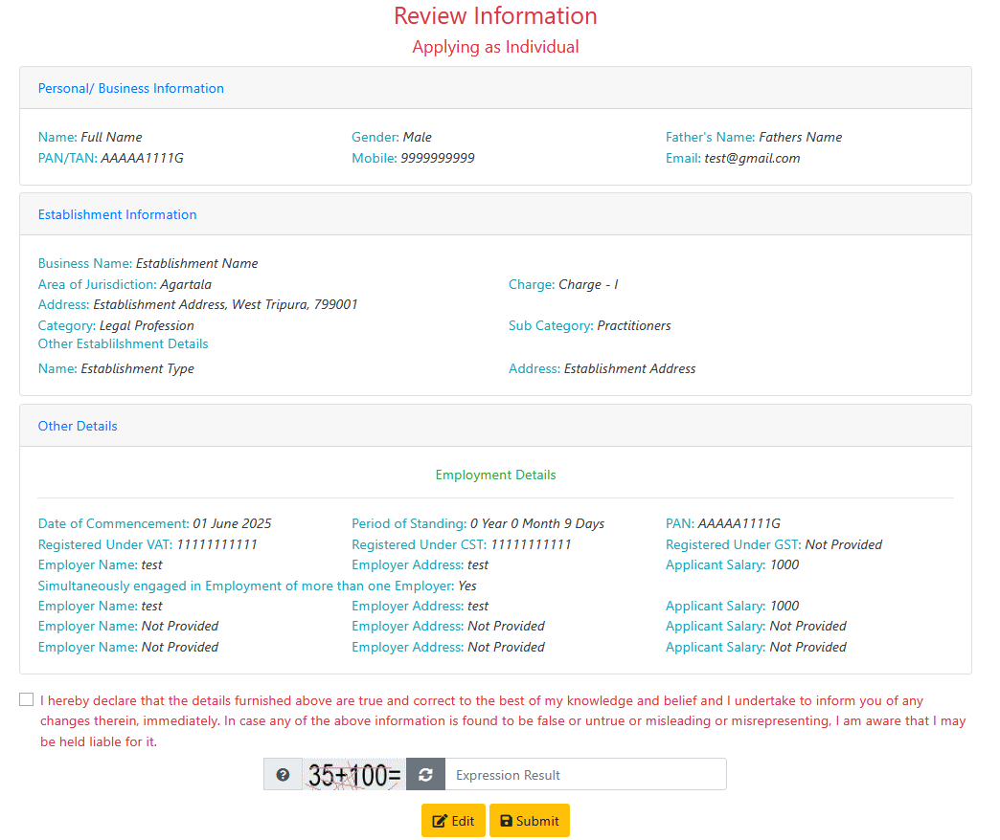 Review Information
Applying as Individual
Personal/ Business Information
Name: Full Name Gender: Male Father's Name: Fathers Name
PAN/TAN: AAAAA1111G Mobile: 9999999999 Email: test@gmail.com
Establishment Information
Business Name: Establishment Name
Area of Jurisdiction: Agartala Charge: Charge - I
Address: Establishment Address, West Tripura, 799001
Category: Legal Profession Sub Category: Practitioners
Other Establilshment Details
Name: Establishment Type Address: Establishment Address
Other Details
Employment Details
Date of Commencement: 01 June 2025 Period of Standing: 0 Year 0 Month 9 Days PAN: AAAAA1111G
Registered Under VAT: 11111111111 Registered Under CST: 11111111111 Registered Under GST: Not Provided
Employer Name: test Employer Address: test Applicant Salary: 1000
Simultaneously engaged in Employment of more than one Employer: Yes
Employer Name: test Employer Address: test Applicant Salary: 1000
Employer Name: Not Provided Employer Address: Not Provided Applicant Salary: Not Provided
Employer Name: Not Provided Employer Address: Not Provided Applicant Salary: Not Provided
I hereby declare that the details furnished above are true and correct to the best of my knowledge and belief and I undertake to inform you of any
changes therein, immediately. In case any of the above information is found to be false or untrue or misleading or misrepresenting, I am aware that I may
be held liable for it.
35+100= Expression Result
Edit Submit